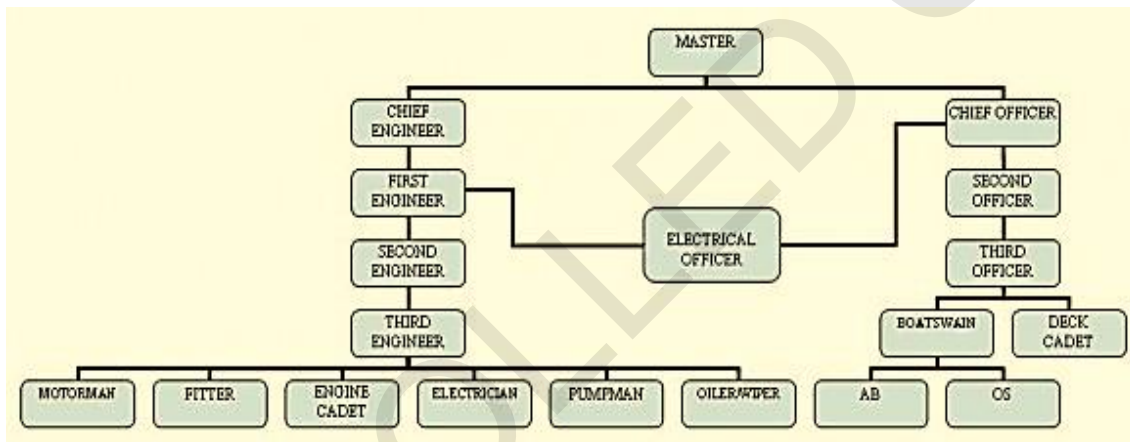 MASTER
CHIEF
ENGINEER
CHIEF OFFICER
FIRST
ENGINEER
SECOND
OFFICER
ELECTRICAL
OFFICER
SECOND
ENGINEER
THIRD
OFFICER
THIRD
ENGINEER
BOATSWAIN
DECK
CADET
MOTORMAN
FITTER
ENGINE
CADET
ELECTRICIAN
PUMPMAN
OILER/WIPER
AB
OS